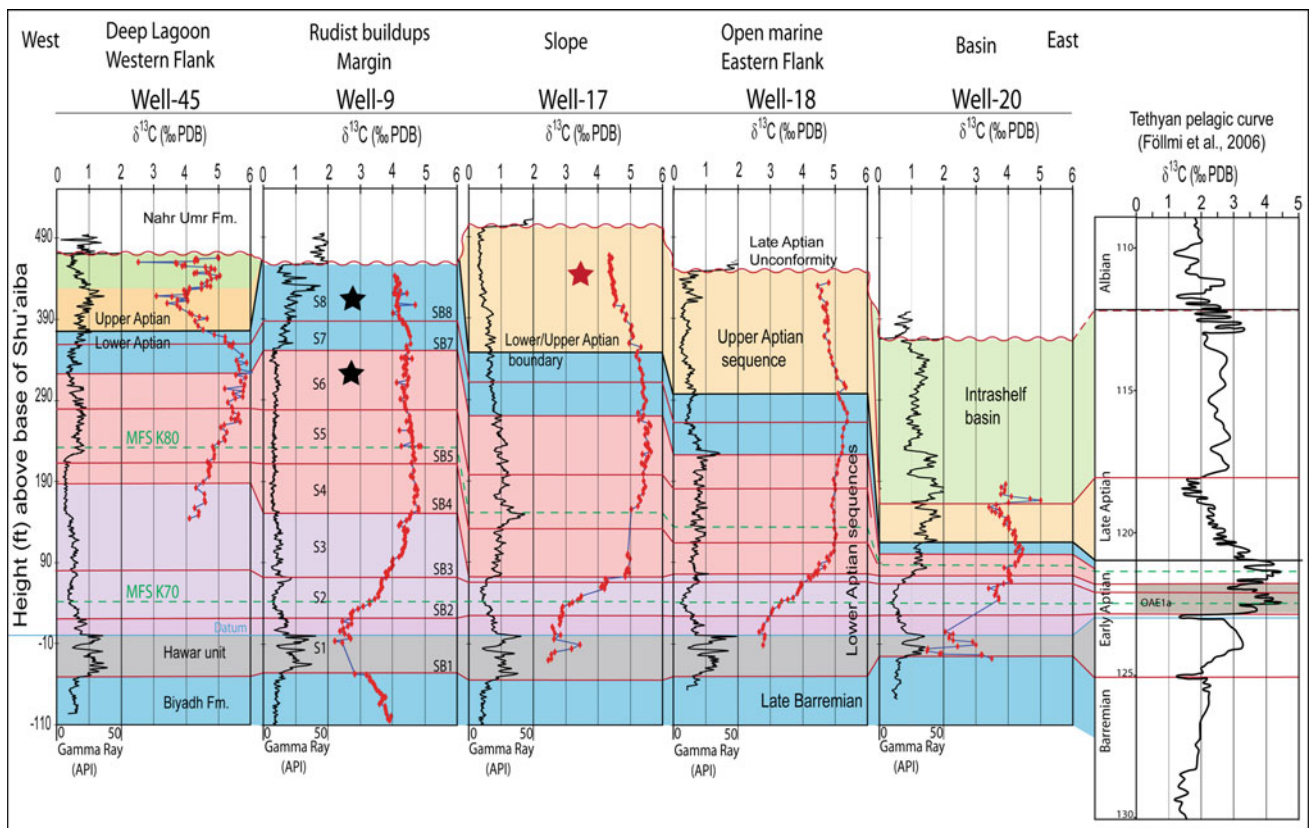 West
Deep Lagoon
Western Flank
Rudist buildups
Margin
Slope
Open marine
Eastern Flank
Basin
East
Well-45
Well-9
Well-17
Well-18
Well-20
δ13C (‰ PDB)
δ13C (‰ PDB)
δ13C (‰ PDB)
δ13C (‰ PDB)
δ13C (‰ PDB)
Tethyan pelagic curve
(Föllmi et al., 2006)
δ13C (‰ PDB)
0 1 2 3 4 5 6
0 1 2 3 4 5 6
0 1 2 3 4 5 6
0 1 2 3 4 5 6
0 1 2 3 4 5 6
0 1 2 3 4 5
Height (ft) above base of Shu'aiba
490
390
290
190
90
-10
-110
Nahr Umr Fm.
Upper Aptian
Lower Aptian
MFS K80
MFS K70
Datum
Hawar unit
Biyadh Fm.
S8
S7
S6
S5
S4
S3
S2
S1
SB8
SB7
SB5
SB4
SB3
SB2
SB1
Lower/Upper Aptian
boundary
Late Aptian
Unconformity
Upper Aptian
sequence
Lower Aptian sequences
Late Barremian
Intrashelf
basin
Albian
Late Aptian
Early Aptian
Barremian
110
115
120
125
130
OAE1a
0 50
Gamma Ray
(API)
0 50
Gamma Ray
(API)
0 50
Gamma Ray
(API)
0 50
Gamma Ray
(API)
0 50
Gamma Ray
(API)